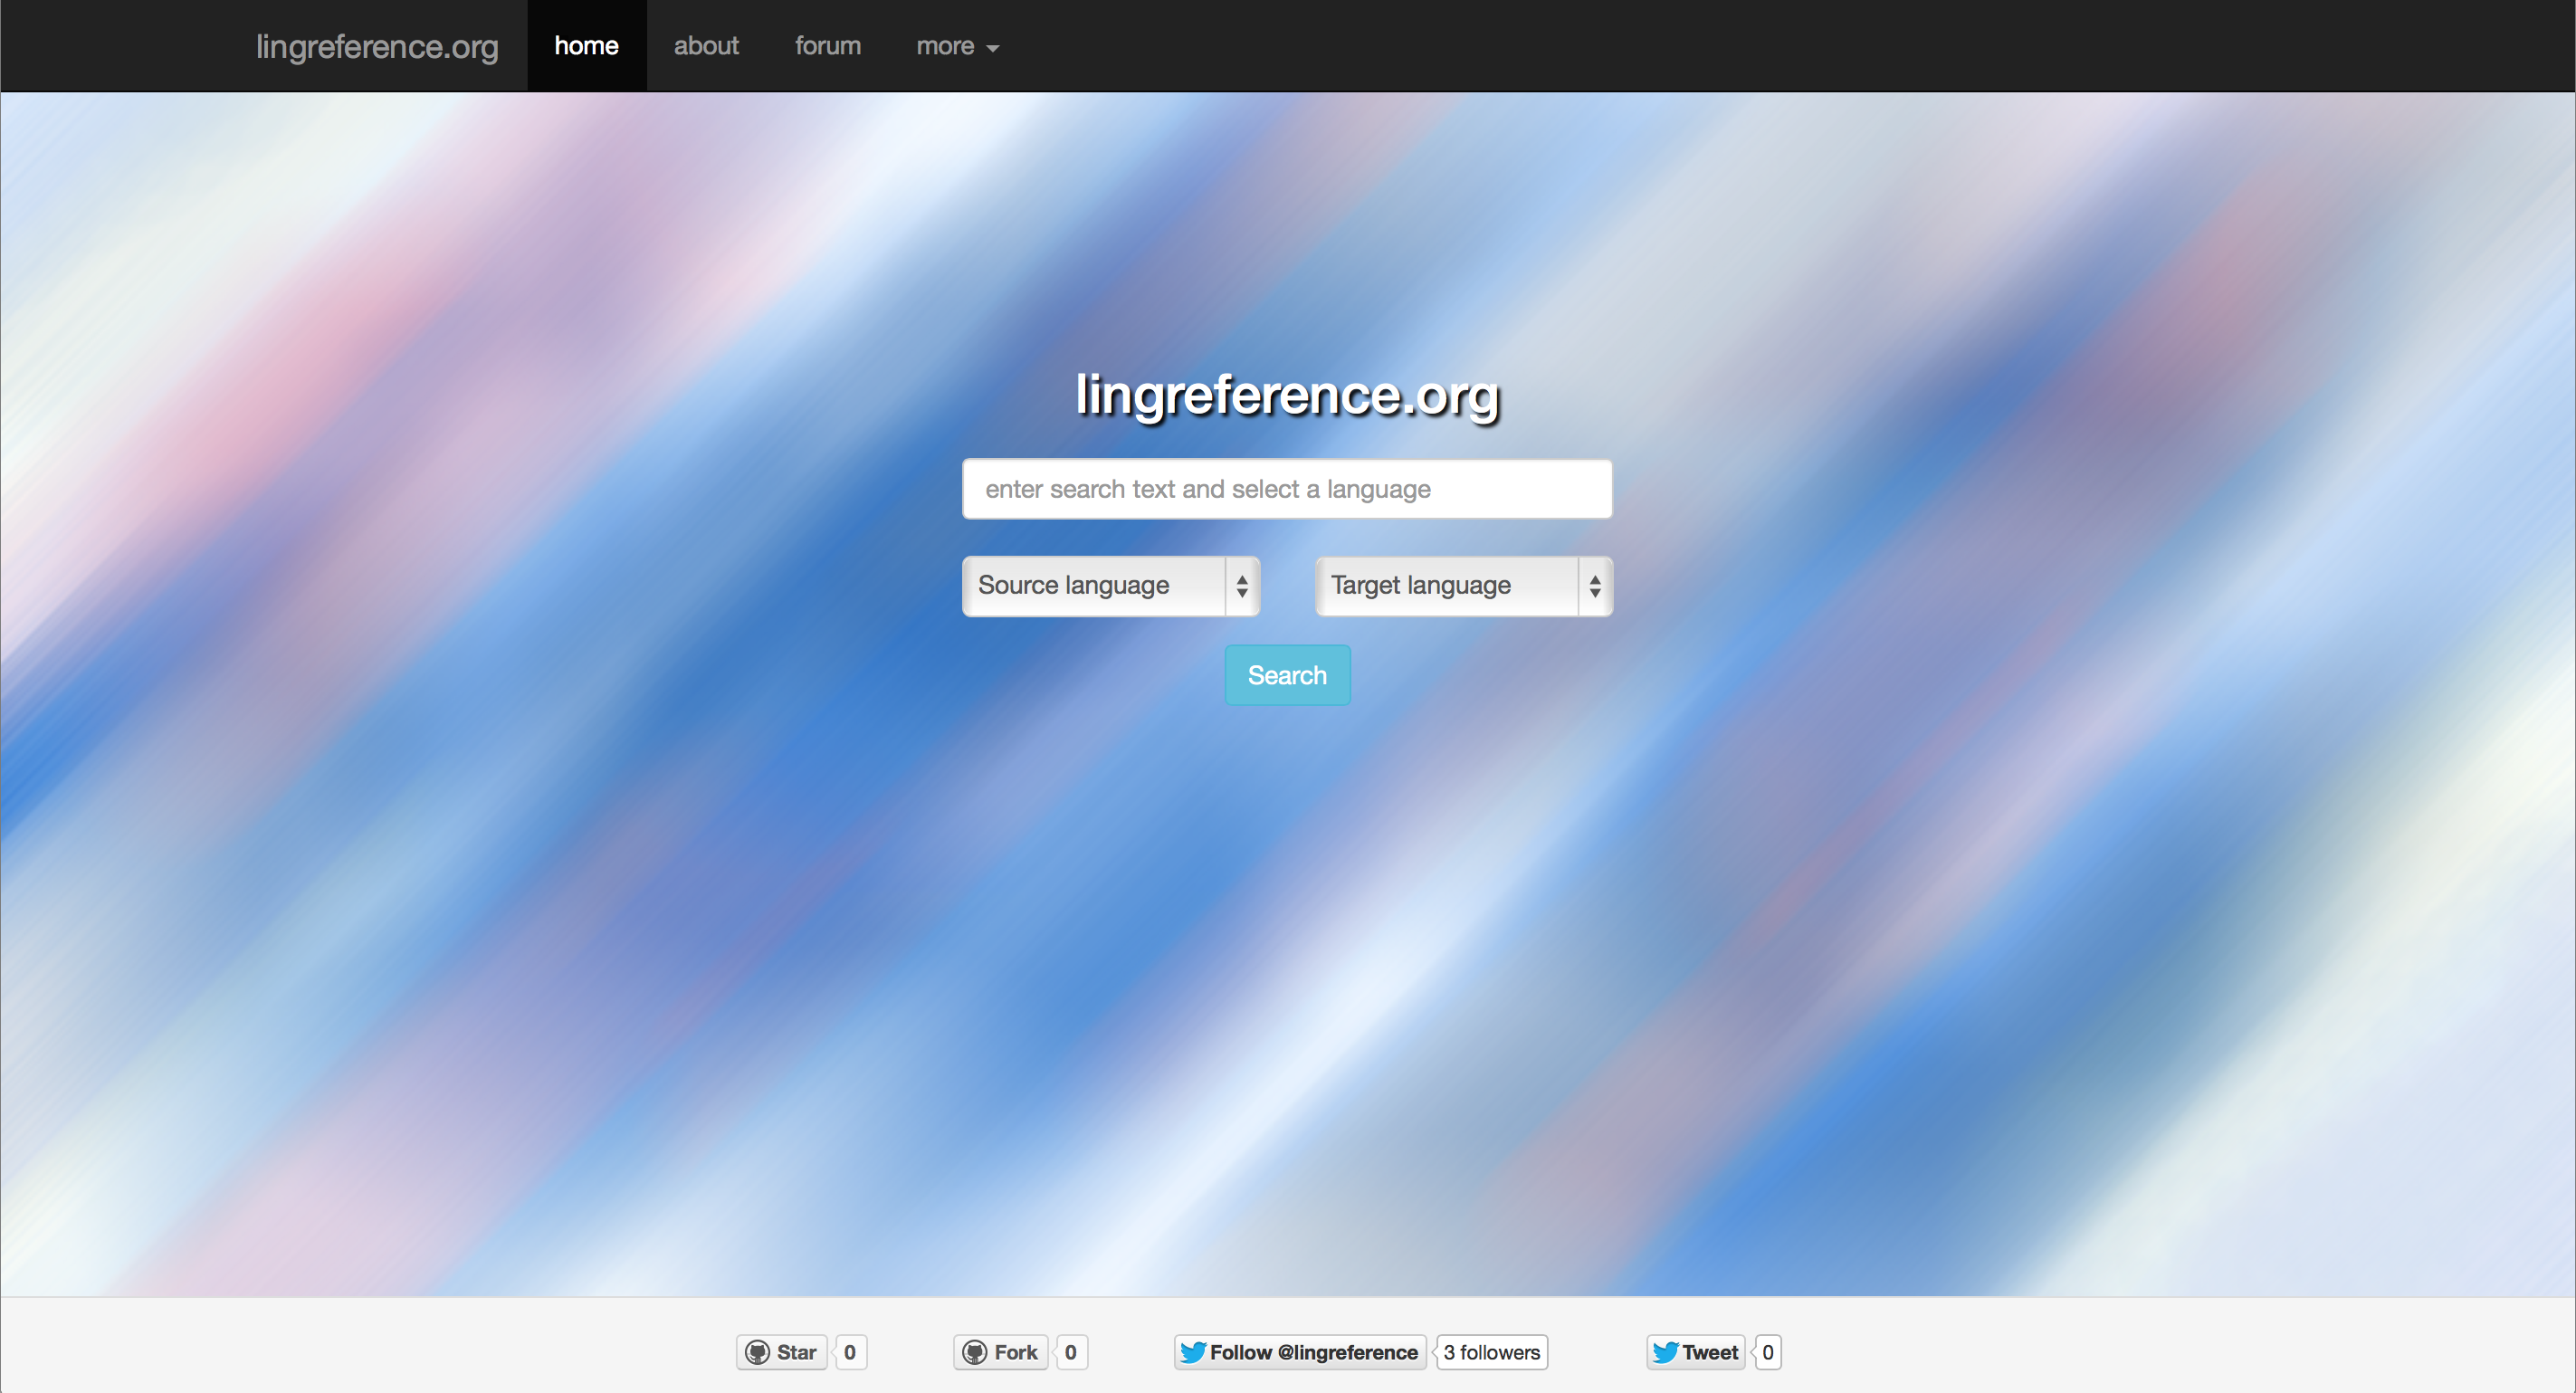 lingreference.org home about forum more
lingreference.org
enter search text and select a language
Source language Target language
Search
Star 0 Fork 0 Follow @lingreference 3 followers Tweet 0